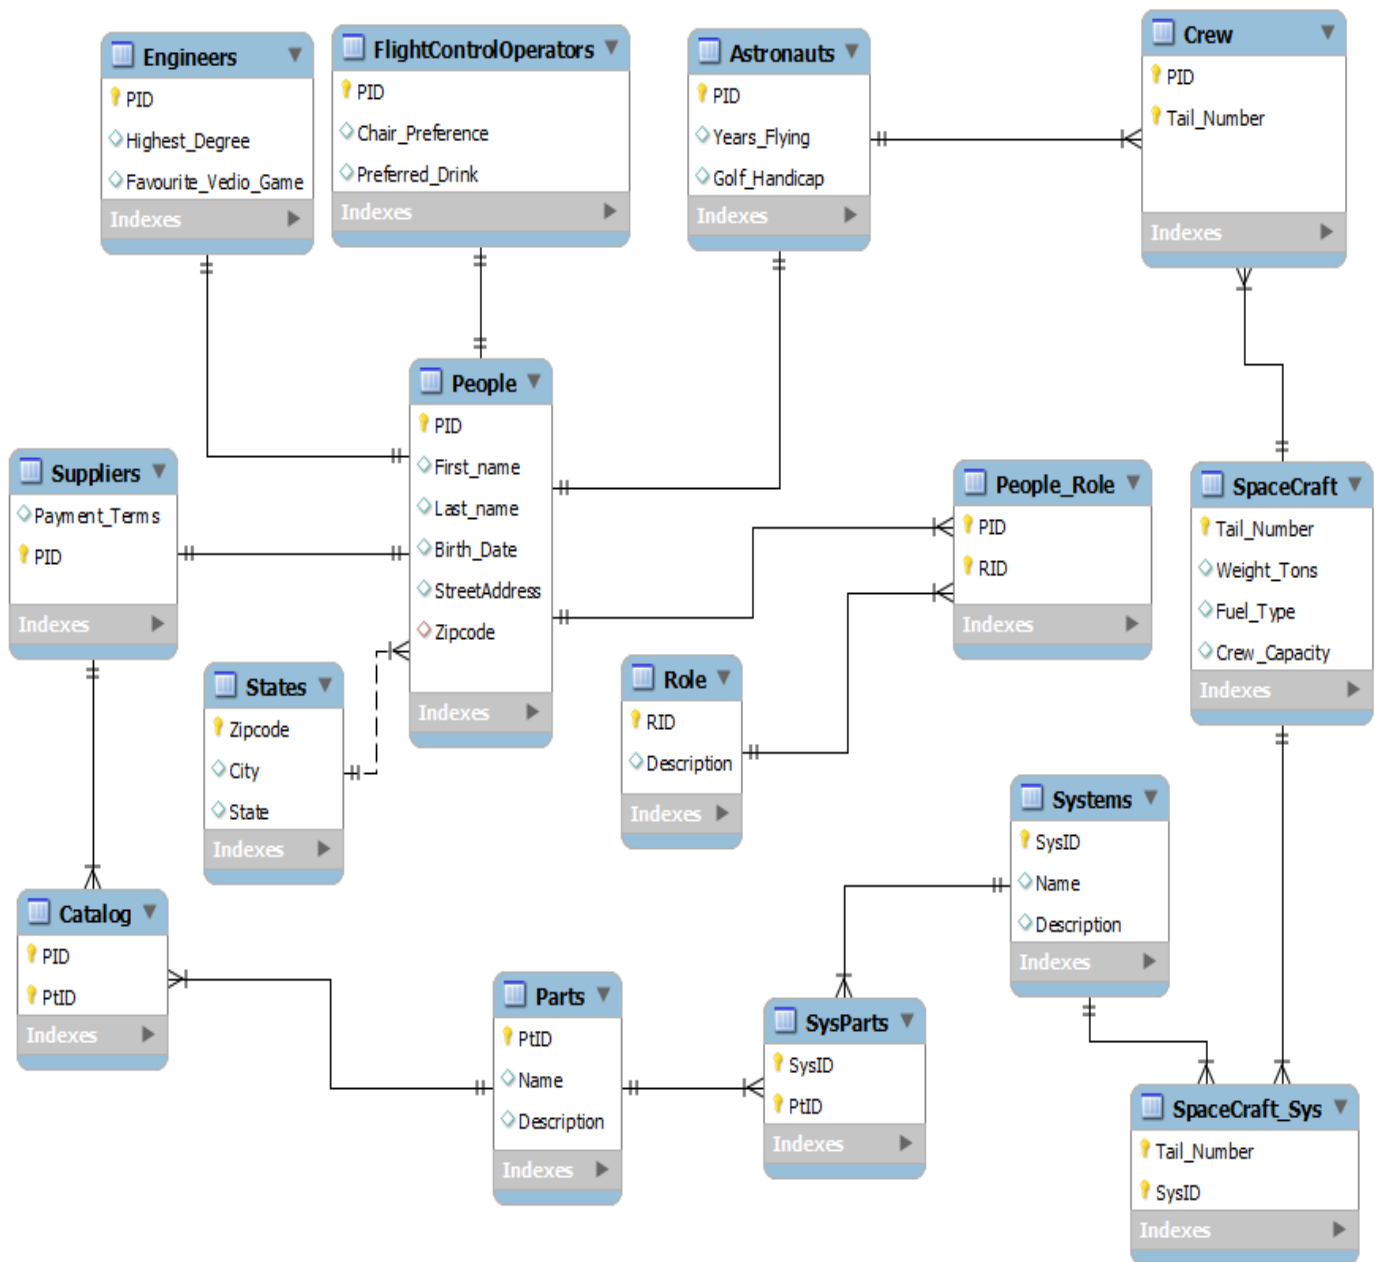 Engineers
PID
Highest_Degree
Favourite_Vedio_Game
Indexes
FlightControlOperators
PID
Chair_Preference
Preferred_Drink
Indexes
Astronauts
PID
Years_Flying
Golf_Handicap
Indexes
Crew
PID
Tail_Number
Indexes
People
PID
First_name
Last_name
Birth_Date
StreetAddress
Zipcode
Indexes
Suppliers
Payment_Terms
PID
Indexes
People_Role
PID
RID
Indexes
SpaceCraft
Tail_Number
Weight_Tons
Fuel_Type
Crew_Capacity
Indexes
States
Zipcode
City
State
Indexes
Role
RID
Description
Indexes
Systems
SysID
Name
Description
Indexes
Catalog
PID
PtID
Indexes
Parts
PtID
Name
Description
Indexes
SysParts
SysID
PtID
Indexes
SpaceCraft_Sys
Tail_Number
SysID
Indexes